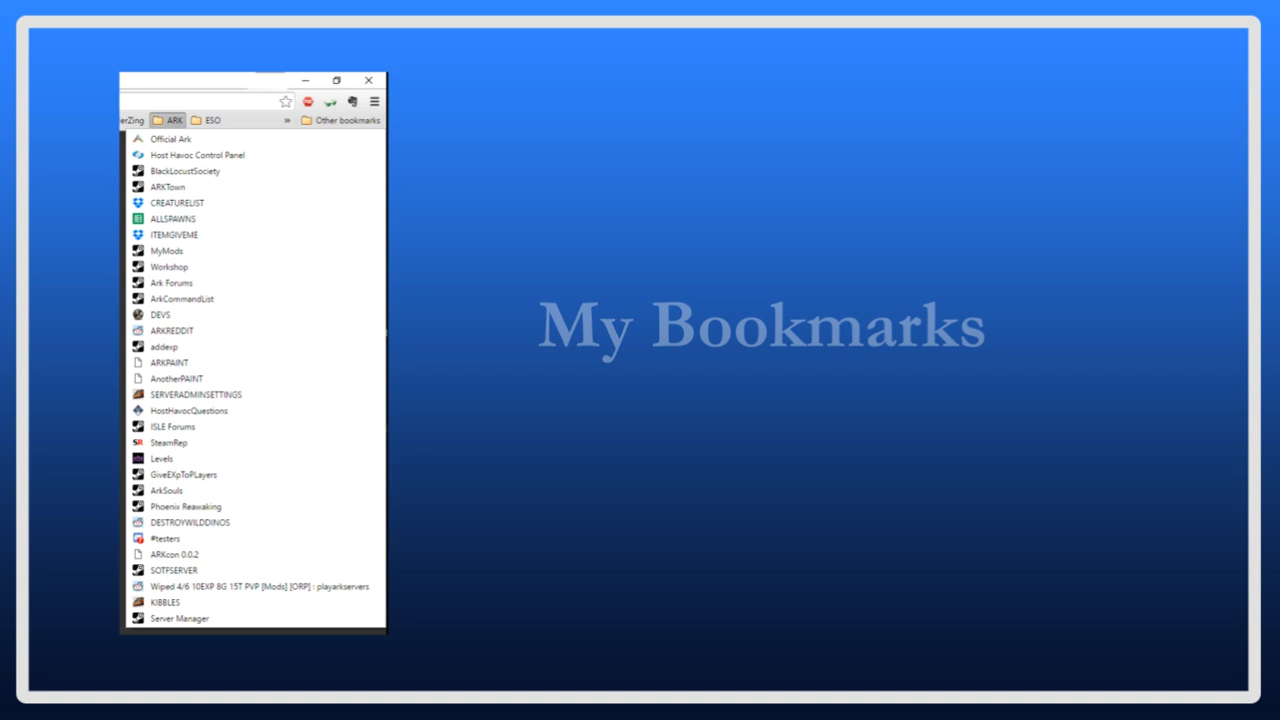 erZing ARK ESO » Other bookmarks
Official Ark
Host Havoc Control Panel
BlackLocustSociety
ARKTown
CREATURELIST
ALLSPAWNS
ITEMGIVEME
MyMods
Workshop
Ark Forums
ArkCommandList
DEVS
ARKREDDIT
addexp
ARKPAINT
AnotherPAINT
SERVERADMINSETTINGS
HostHavocQuestions
ISLE Forums
SR SteamRep
Levels
GiveEXpToPLayers
ArkSouls
Phoenix Reawaking
DESTROYWILDDINOS
#testers
ARKcon 0.0.2
SOTFSERVER
Wiped 4/6 10EXP 8G 15T PVP [Mods] [ORP] : playarkservers
KIBBLES
Server Manager
My Bookmarks